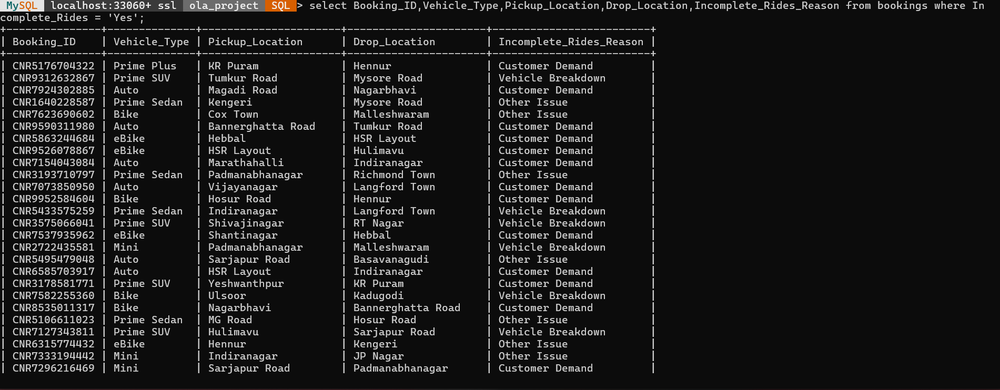 MySQL localhost:33060+ ssl ola_project SQL > select Booking_ID,Vehicle_Type,Pickup_Location,Drop_Location,Incomplete_Rides_Reason from bookings where In
complete_Rides = 'Yes';
+---------------+--------------+----------------------+----------------------+-------------------------+
| Booking_ID    | Vehicle_Type | Pickup_Location      | Drop_Location        | Incomplete_Rides_Reason |
+---------------+--------------+----------------------+----------------------+-------------------------+
| CNR5176704322 | Prime Plus   | KR Puram             | Hennur               | Customer Demand         |
| CNR9312632867 | Prime SUV    | Tumkur Road          | Mysore Road          | Vehicle Breakdown       |
| CNR7924302885 | Auto         | Magadi Road          | Nagarbhavi           | Customer Demand         |
| CNR1640228587 | Prime Sedan  | Kengeri              | Mysore Road          | Other Issue             |
| CNR7623690602 | Bike         | Cox Town             | Malleshwaram         | Other Issue             |
| CNR9590311980 | Auto         | Bannerghatta Road    | Tumkur Road          | Customer Demand         |
| CNR5863244684 | eBike        | Hebbal               | HSR Layout           | Customer Demand         |
| CNR9526078867 | eBike        | HSR Layout           | Hulimavu             | Customer Demand         |
| CNR7154043084 | Auto         | Marathahalli         | Indiranagar          | Customer Demand         |
| CNR3193710797 | Prime Sedan  | Padmanabhanagar      | Richmond Town        | Other Issue             |
| CNR7073850950 | Auto         | Vijayanagar          | Langford Town        | Customer Demand         |
| CNR9952584604 | Bike         | Hosur Road           | Hennur               | Customer Demand         |
| CNR5433575259 | Prime Sedan  | Indiranagar          | Langford Town        | Vehicle Breakdown       |
| CNR3575066041 | Prime SUV    | Shivajinagar         | RT Nagar             | Vehicle Breakdown       |
| CNR7537935962 | eBike        | Shantinagar          | Hebbal               | Customer Demand         |
| CNR2722435581 | Mini         | Padmanabhanagar      | Malleshwaram         | Vehicle Breakdown       |
| CNR5495479048 | Auto         | Sarjapur Road        | Basavanagudi         | Other Issue             |
| CNR6585703917 | Auto         | HSR Layout           | Indiranagar          | Customer Demand         |
| CNR3178581771 | Prime SUV    | Yeshwanthpur         | KR Puram             | Customer Demand         |
| CNR7582255360 | Bike         | Ulsoor               | Kadugodi             | Vehicle Breakdown       |
| CNR8535011317 | Bike         | Nagarbhavi           | Bannerghatta Road    | Customer Demand         |
| CNR5106611023 | Prime Sedan  | MG Road              | Hosur Road           | Other Issue             |
| CNR7127343811 | Prime SUV    | Hulimavu             | Sarjapur Road        | Vehicle Breakdown       |
| CNR6315774432 | eBike        | Hennur               | Kengeri              | Other Issue             |
| CNR7333194442 | Mini         | Indiranagar          | JP Nagar             | Other Issue             |
| CNR7296216469 | Mini         | Sarjapur Road        | Padmanabhanagar      | Customer Demand         |